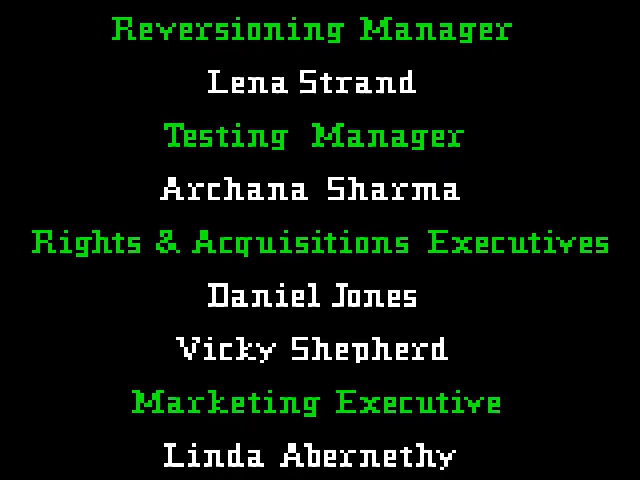 Reversioning Manager
Lena Strand
Testing Manager
Archana Sharma
Rights & Acquisitions Executives
Daniel Jones
Vicky Shepherd
Marketing Executive
Linda Abernethy